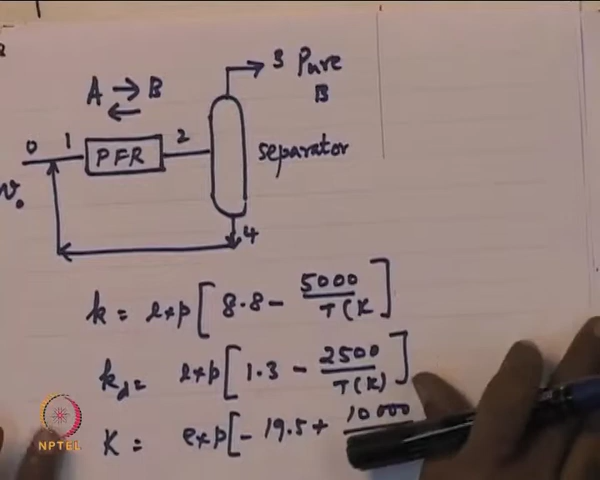 3 Pure
A ⇄ B B
0 1 PFR 2 separator
v₀
4
k = exp[8.8 - 5000/T(K]
k_d = exp[1.3 - 2500/T(K)]
K = exp[-19.5 + 10000
NPTEL